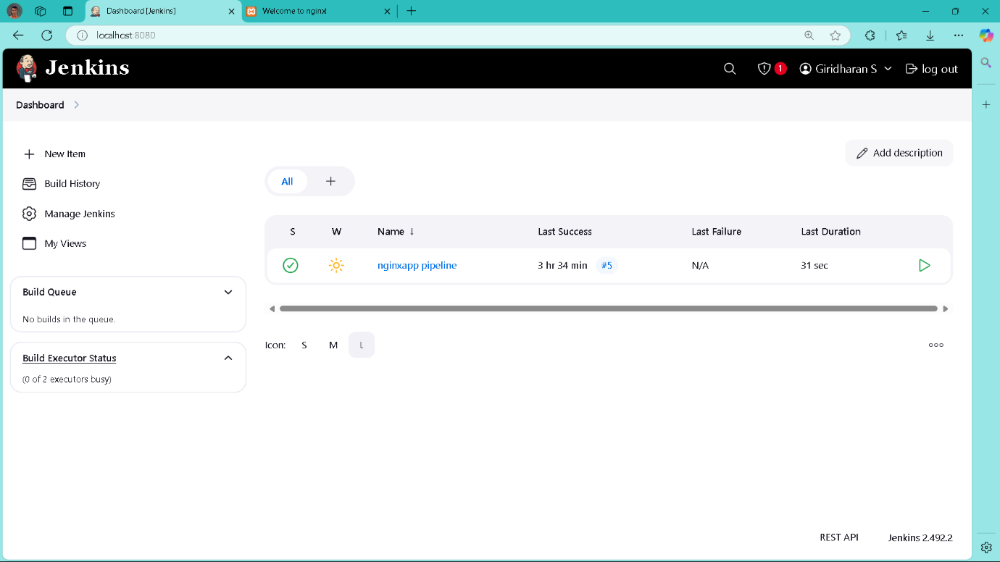 Dashboard [Jenkins]
Welcome to nginx!
localhost:8080
Jenkins
1
Giridharan S
log out
Dashboard
New Item
Build History
Manage Jenkins
My Views
Add description
All
S W Name ↓ Last Success Last Failure Last Duration
nginxapp pipeline 3 hr 34 min #5 N/A 31 sec
Build Queue
No builds in the queue.
Build Executor Status
(0 of 2 executors busy)
Icon: S M L
REST API Jenkins 2.492.2